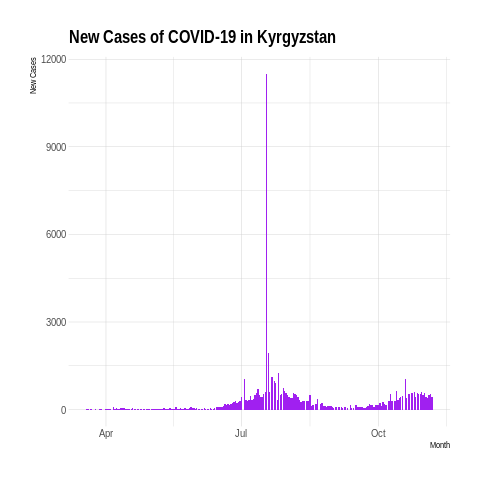 New Cases of COVID-19 in Kyrgyzstan
New Cases
12000
9000
6000
3000
0
Apr Jul Oct
Month